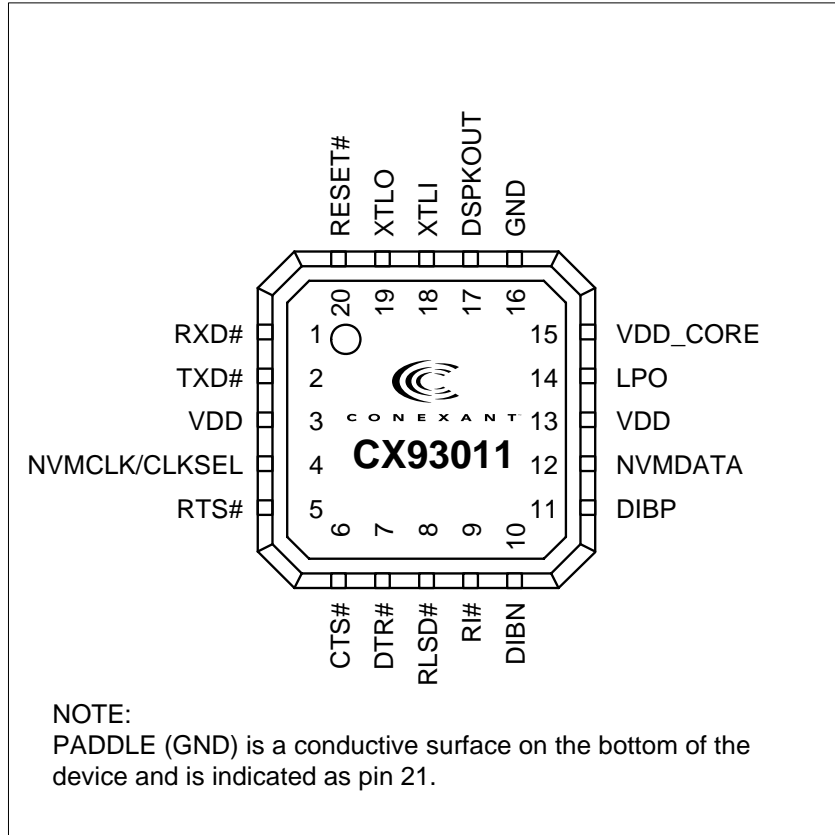 RESET#
XTLO
XTLI
DSPKOUT
GND
20
19
18
17
16
RXD#
1
15
VDD_CORE
TXD#
2
14
LPO
VDD
3
CONEXANT
13
VDD
NVMCLK/CLKSEL
4
CX93011
12
NVMDATA
RTS#
5
11
DIBP
6
7
8
9
10
CTS#
DTR#
RLSD#
RI#
DIBN
NOTE:
PADDLE (GND) is a conductive surface on the bottom of the
device and is indicated as pin 21.